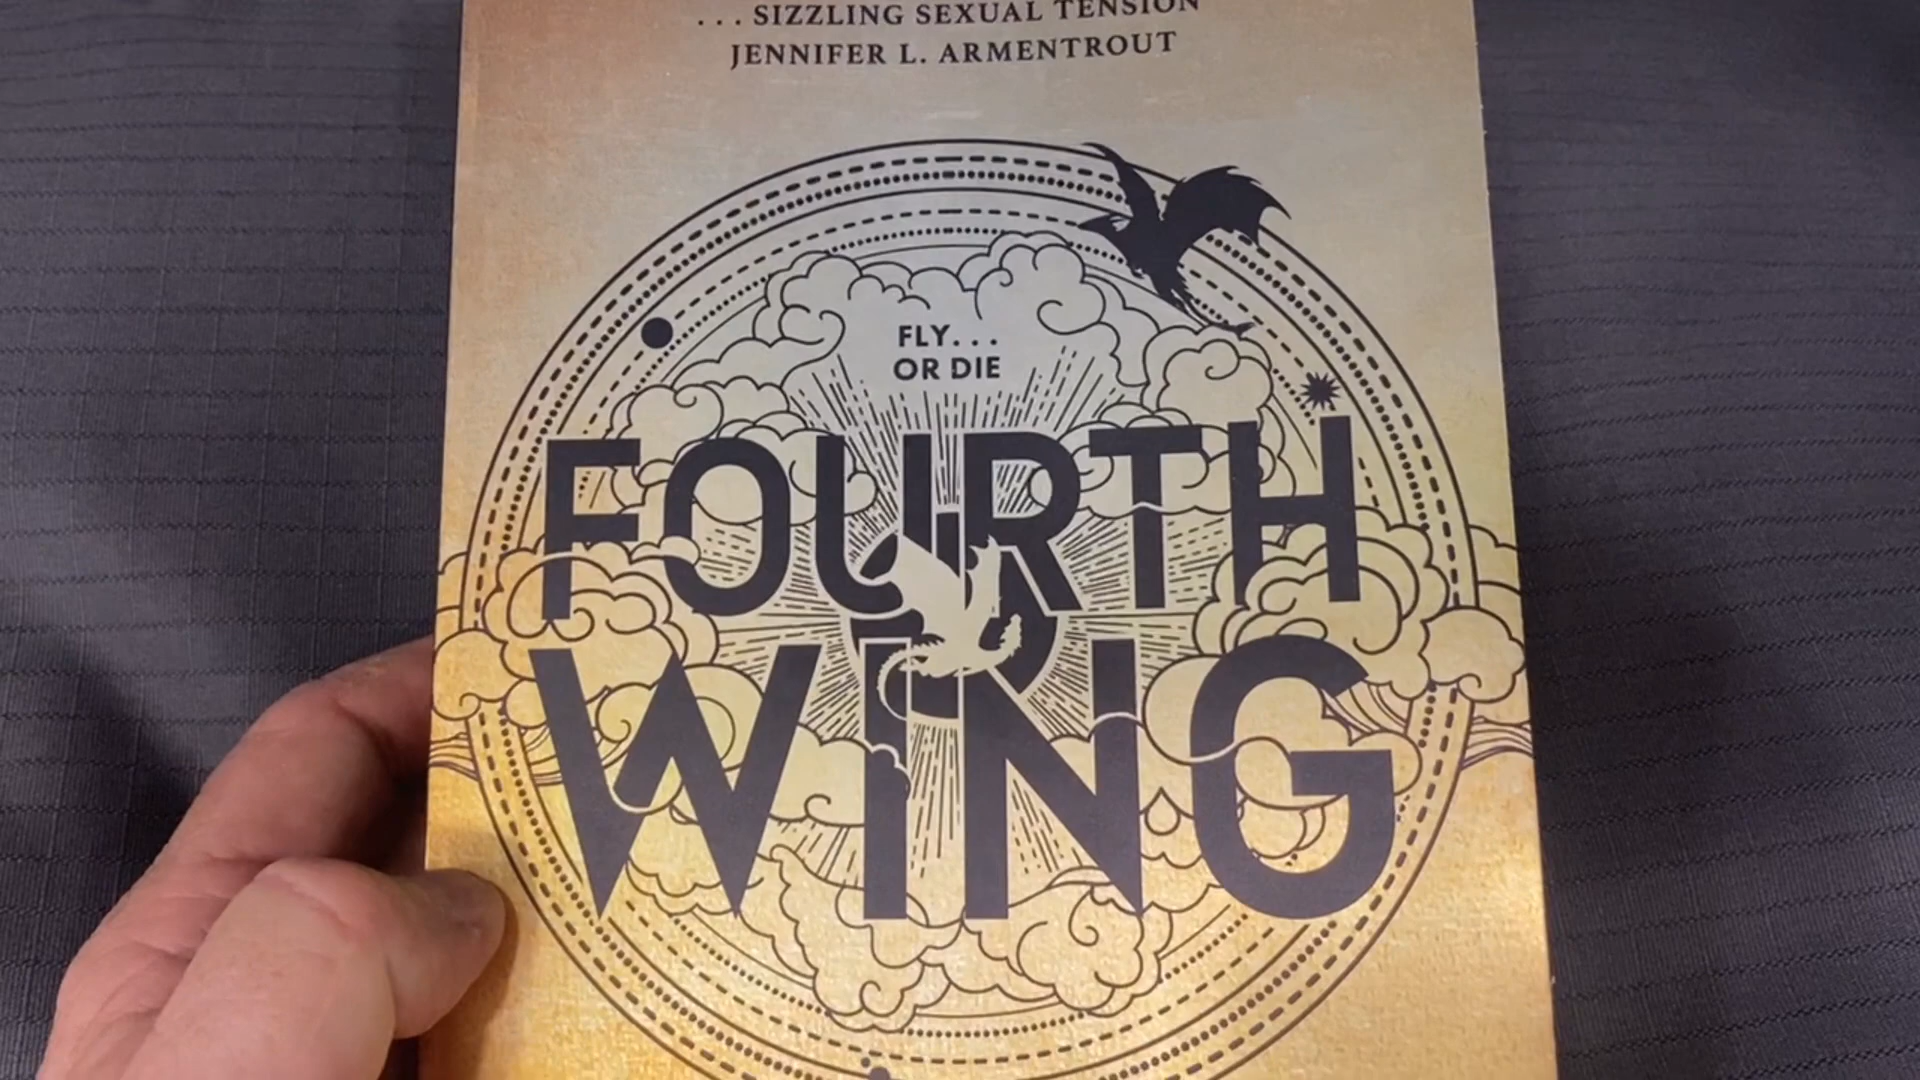 . . . SIZZLING SEXUAL TENSION
JENNIFER L. ARMENTROUT
FLY. . .
OR DIE
FOURTH
WING